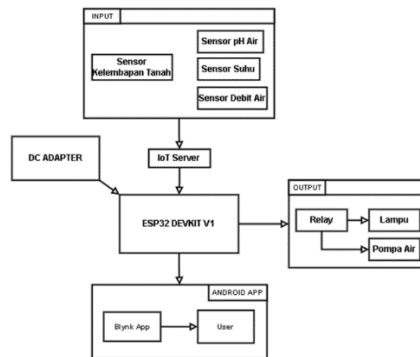 INPUT
Sensor pH Air
Sensor
Kelembapan Tanah
Sensor Suhu
Sensor Debit Air
IoT Server
DC ADAPTER
ESP32 DEVKIT V1
OUTPUT
Relay
Lampu
Pompa Air
ANDROID APP
Blynk App
User